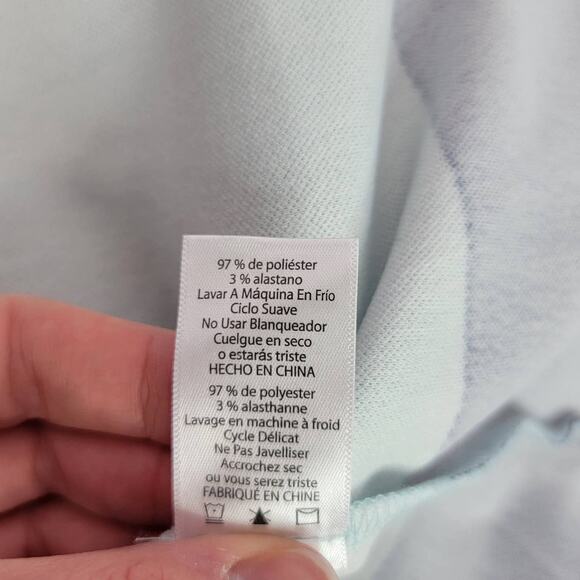 97 % de poliéster
3 % alastano
Lavar A Máquina En Frío
Ciclo Suave
No Usar Blanqueador
Cuelgue en seco
o estarás triste
HECHO EN CHINA
97 % de polyester
3 % alasthanne
Lavage en machine à froid
Cycle Délicat
Ne Pas Javelliser
Accrochez sec
ou vous serez triste
FABRIQUÉ EN CHINE